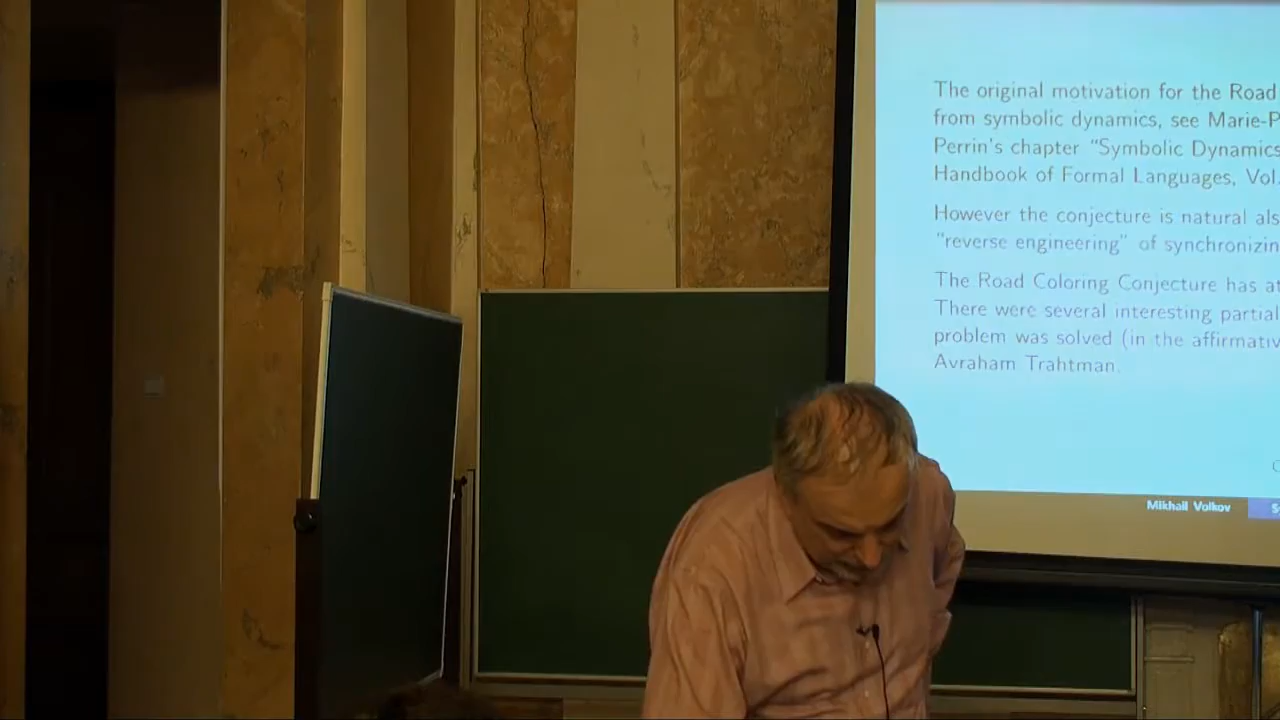 The original motivation for the Road
from symbolic dynamics, see Marie-P
Perrin's chapter "Symbolic Dynamics
Handbook of Formal Languages, Vol.
However the conjecture is natural als
"reverse engineering" of synchronizin
The Road Coloring Conjecture has at
There were several interesting partial
problem was solved (in the affirmativ
Avraham Trahtman.
Mikhail Volkov